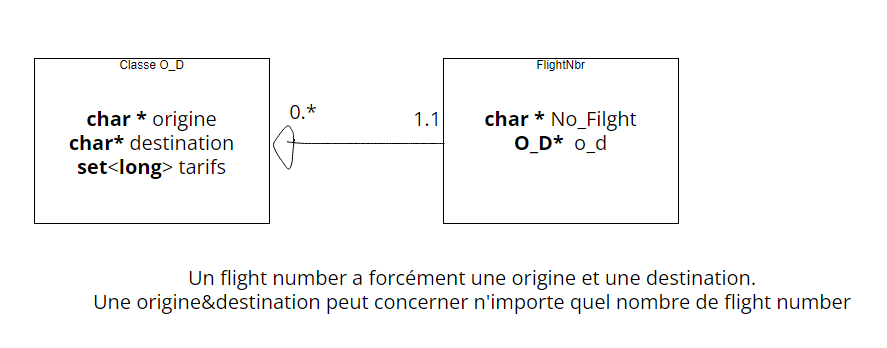 Classe O_D
char * origine
char* destination
set<long> tarifs
0.*
1.1
FlightNbr
char * No_Filght
O_D* o_d
Un flight number a forcément une origine et une destination.
Une origine&destination peut concerner n'importe quel nombre de flight number